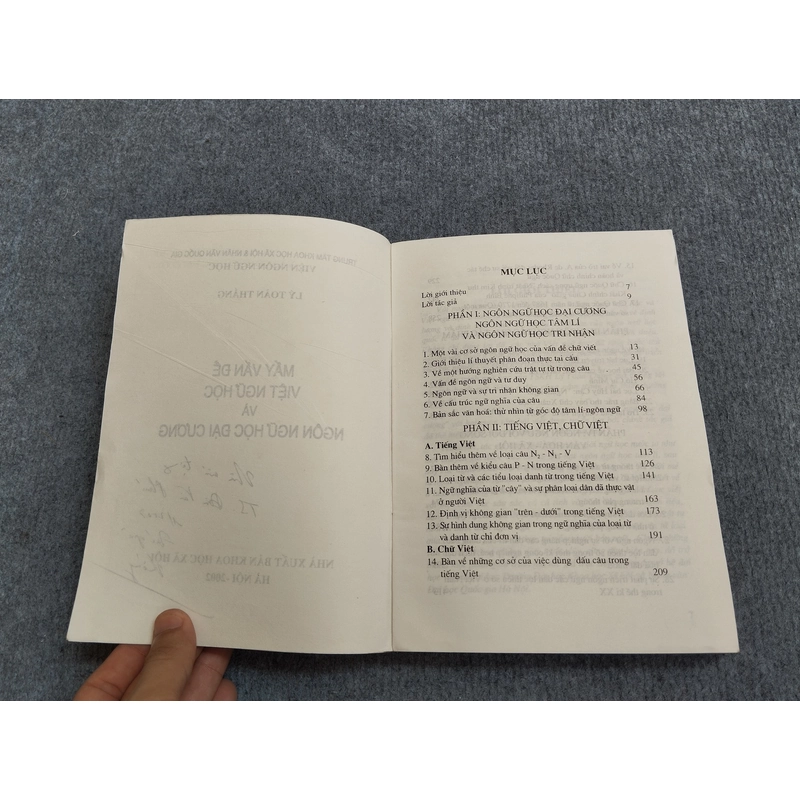 TRUNG TÂM KHOA HỌC XÃ HỘI & NHÂN VĂN QUỐC GIA
VIỆN NGÔN NGỮ HỌC
LÝ TOÀN THẮNG
MẤY VẤN ĐỀ
VIỆT NGỮ HỌC
VÀ
NGÔN NGỮ HỌC ĐẠI CƯƠNG
NHÀ XUẤT BẢN KHOA HỌC XÃ HỘI
HÀ NỘI -2002
MỤC LỤC
Lời giới thiệu 7
Lời tác giả 9
PHẦN I: NGÔN NGỮ HỌC ĐẠI CƯƠNG
NGÔN NGỮ HỌC TÂM LÍ
VÀ NGÔN NGỮ HỌC TRI NHẬN
1. Một vài cơ sở ngôn ngữ học của vấn đề chữ viết 13
2. Giới thiệu lí thuyết phân đoạn thực tại câu 31
3. Về một hướng nghiên cứu trật tự từ trong câu 45
4. Vấn đề ngôn ngữ và tư duy 56
5. Ngôn ngữ và sự tri nhận không gian 66
6. Về cấu trúc ngữ nghĩa của câu 84
7. Bản sắc văn hoá: thử nhìn từ góc độ tâm lí-ngôn ngữ 98
PHẦN II: TIẾNG VIỆT, CHỮ VIỆT
A. Tiếng Việt
8. Tìm hiểu thêm về loại câu N₂ - N₁ - V 113
9. Bàn thêm về kiểu câu P - N trong tiếng Việt 126
10. Loại từ và các tiểu loại danh từ trong tiếng Việt 141
11. Ngữ nghĩa của từ "cây" và sự phân loại dân dã thực vật
ở người Việt 163
12. Định vị không gian "trên - dưới" trong tiếng Việt 173
13. Sự hình dung không gian trong ngữ nghĩa của loại từ
và danh từ chỉ đơn vị 191
B. Chữ Việt
14. Bàn về những cơ sở của việc dùng dấu câu trong
tiếng Việt 209